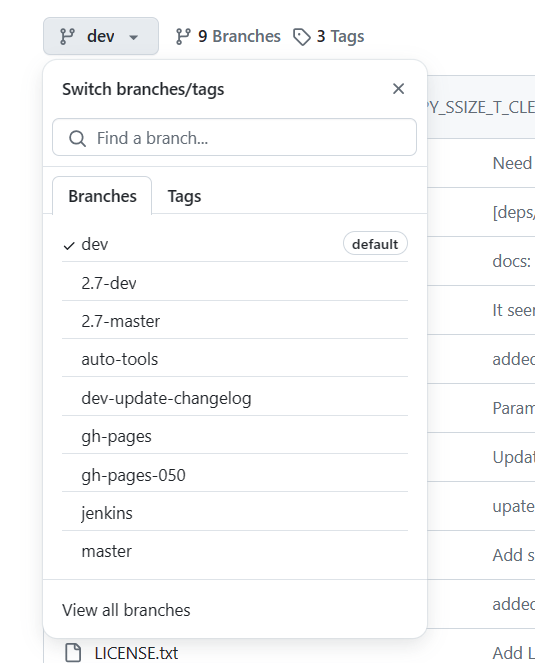 dev 9 Branches 3 Tags
Switch branches/tags
PY_SSIZE_T_CLE
Find a branch...
Need
Branches Tags
[deps/
dev default
docs:
2.7-dev
It seer
2.7-master
auto-tools
added
dev-update-changelog
Param
gh-pages
Updat
gh-pages-050
upate
jenkins
master
Add s
added
View all branches
LICENSE.txt Add L